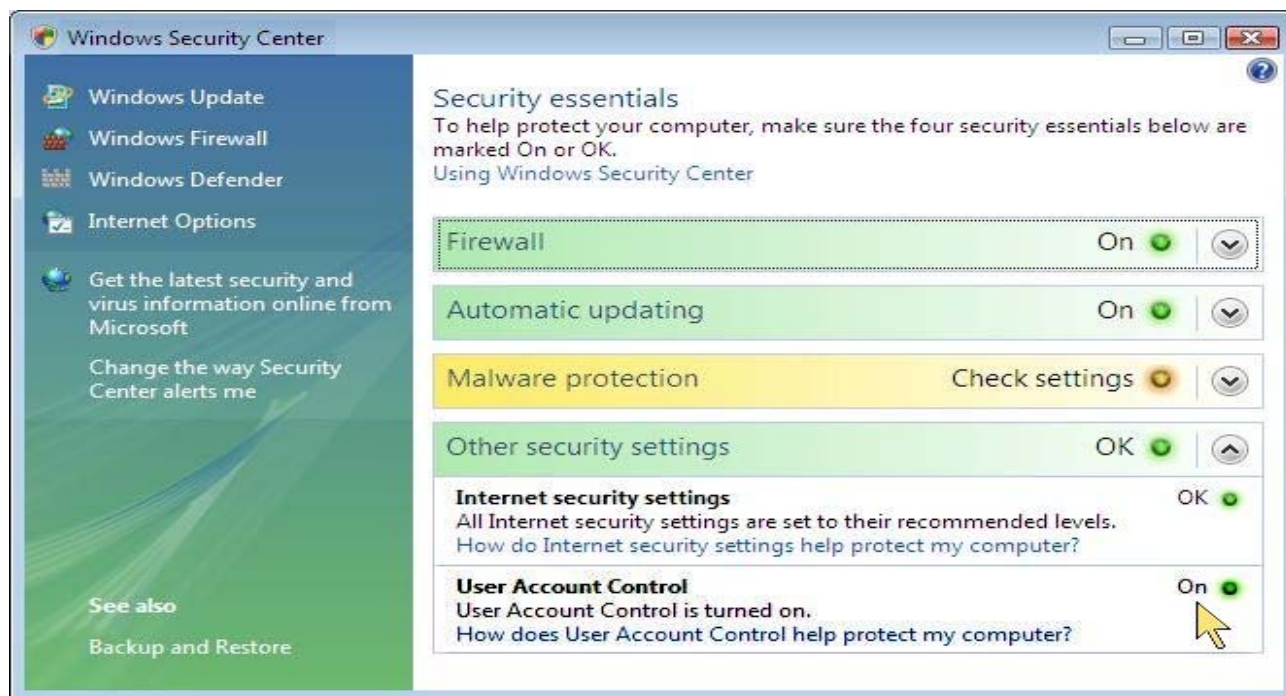 Windows Security Center
Windows Update
Windows Firewall
Windows Defender
Internet Options
Get the latest security and
virus information online from
Microsoft
Change the way Security
Center alerts me
See also
Backup and Restore
Security essentials
To help protect your computer, make sure the four security essentials below are
marked On or OK.
Using Windows Security Center
Firewall On
Automatic updating On
Malware protection Check settings
Other security settings OK
Internet security settings OK
All Internet security settings are set to their recommended levels.
How do Internet security settings help protect my computer?
User Account Control On
User Account Control is turned on.
How does User Account Control help protect my computer?